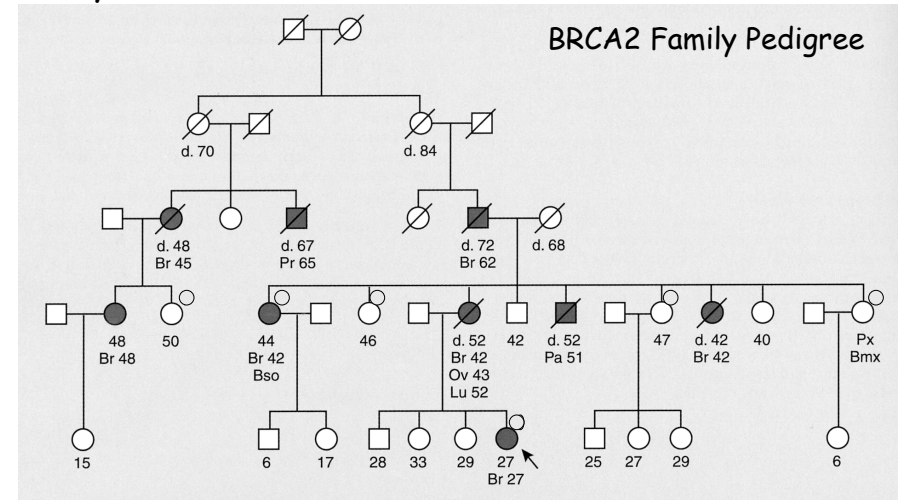 BRCA2 Family Pedigree
d. 70
d. 84
d. 48
Br 45
d. 67
Pr 65
d. 72
Br 62
d. 68
48
Br 48
50
44
Br 42
Bso
46
d. 52
Br 42
Ov 43
Lu 52
42
d. 52
Pa 51
47
d. 42
Br 42
40
Px
Bmx
15
6
17
28
33
29
27
Br 27
25
27
29
6